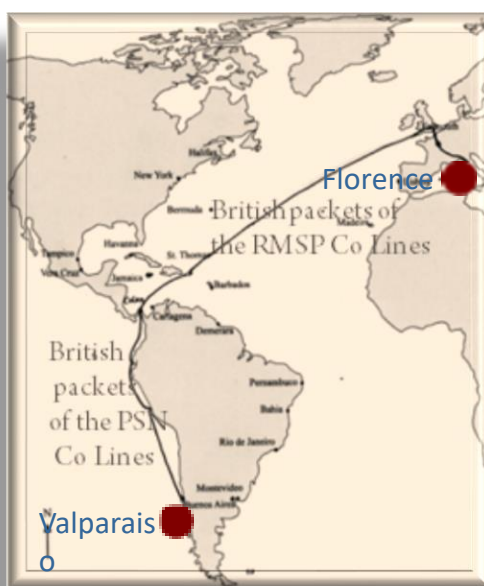 Halifax
New York
Florence
Bermuda
British packets of
the RMSP Co Lines
Madeira
Havanna
Tampico
St. Thomas
Vera Cruz
Jamaica
Barbados
Colon
Cartagena
Demerara
British
packets
of the PSN
Co Lines
Pernambuco
Bahia
Rio de Janeiro
Montevideo
Buenos Aires
N
Valparais
o